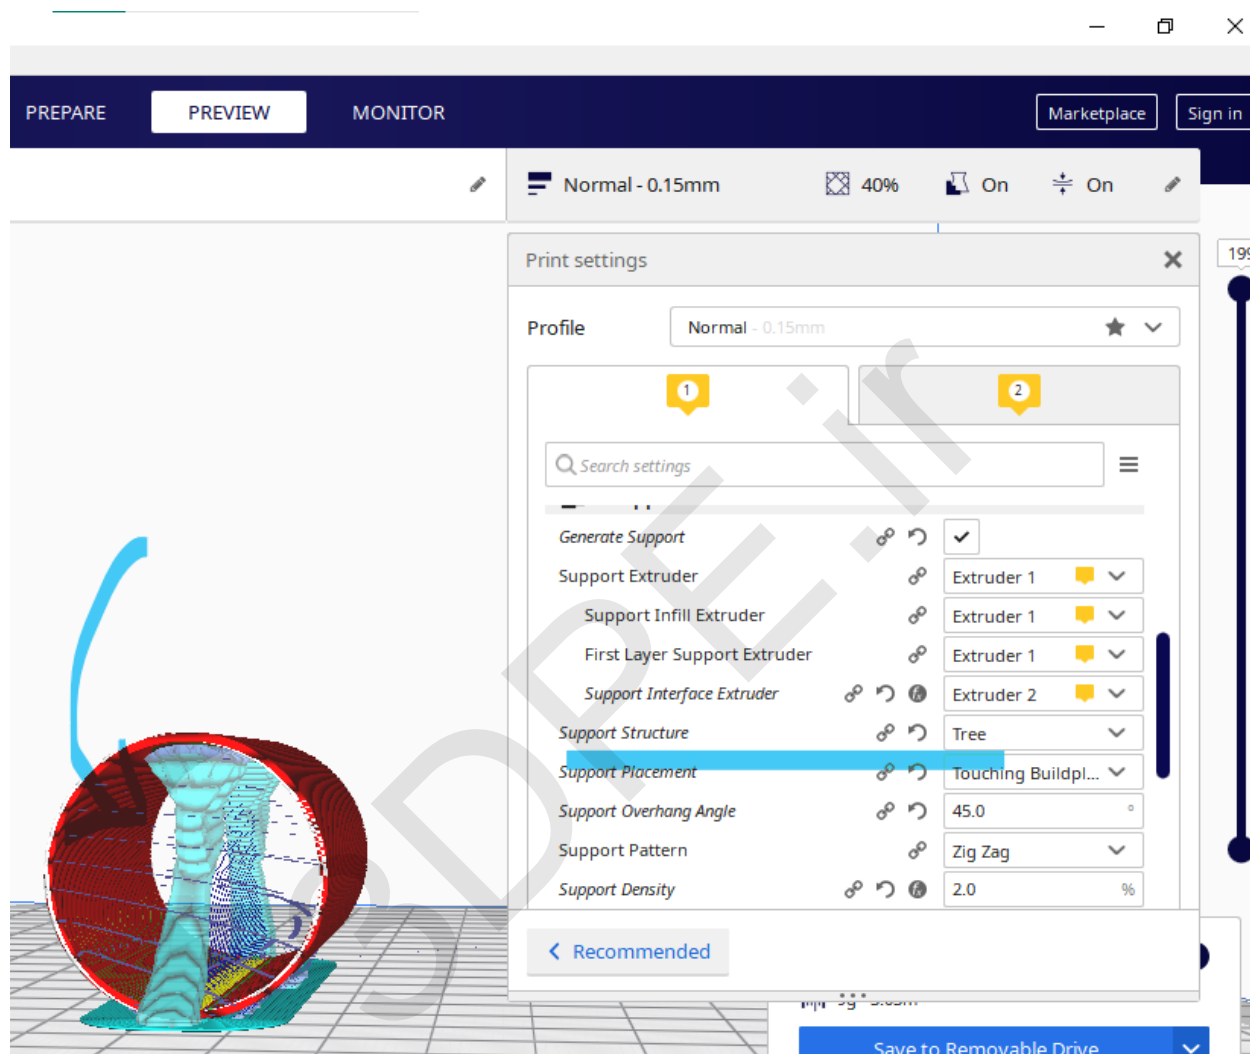 PREPARE PREVIEW MONITOR Marketplace Sign in
Normal - 0.15mm 40% On On
Print settings
199
Profile Normal - 0.15mm
1 2
Search settings
Generate Support
Support Extruder Extruder 1
Support Infill Extruder Extruder 1
First Layer Support Extruder Extruder 1
Support Interface Extruder Extruder 2
Support Structure Tree
Support Placement Touching Buildpl...
Support Overhang Angle 45.0 °
Support Pattern Zig Zag
Support Density 2.0 %
Recommended
Save to Removable Drive
3DPE.ir